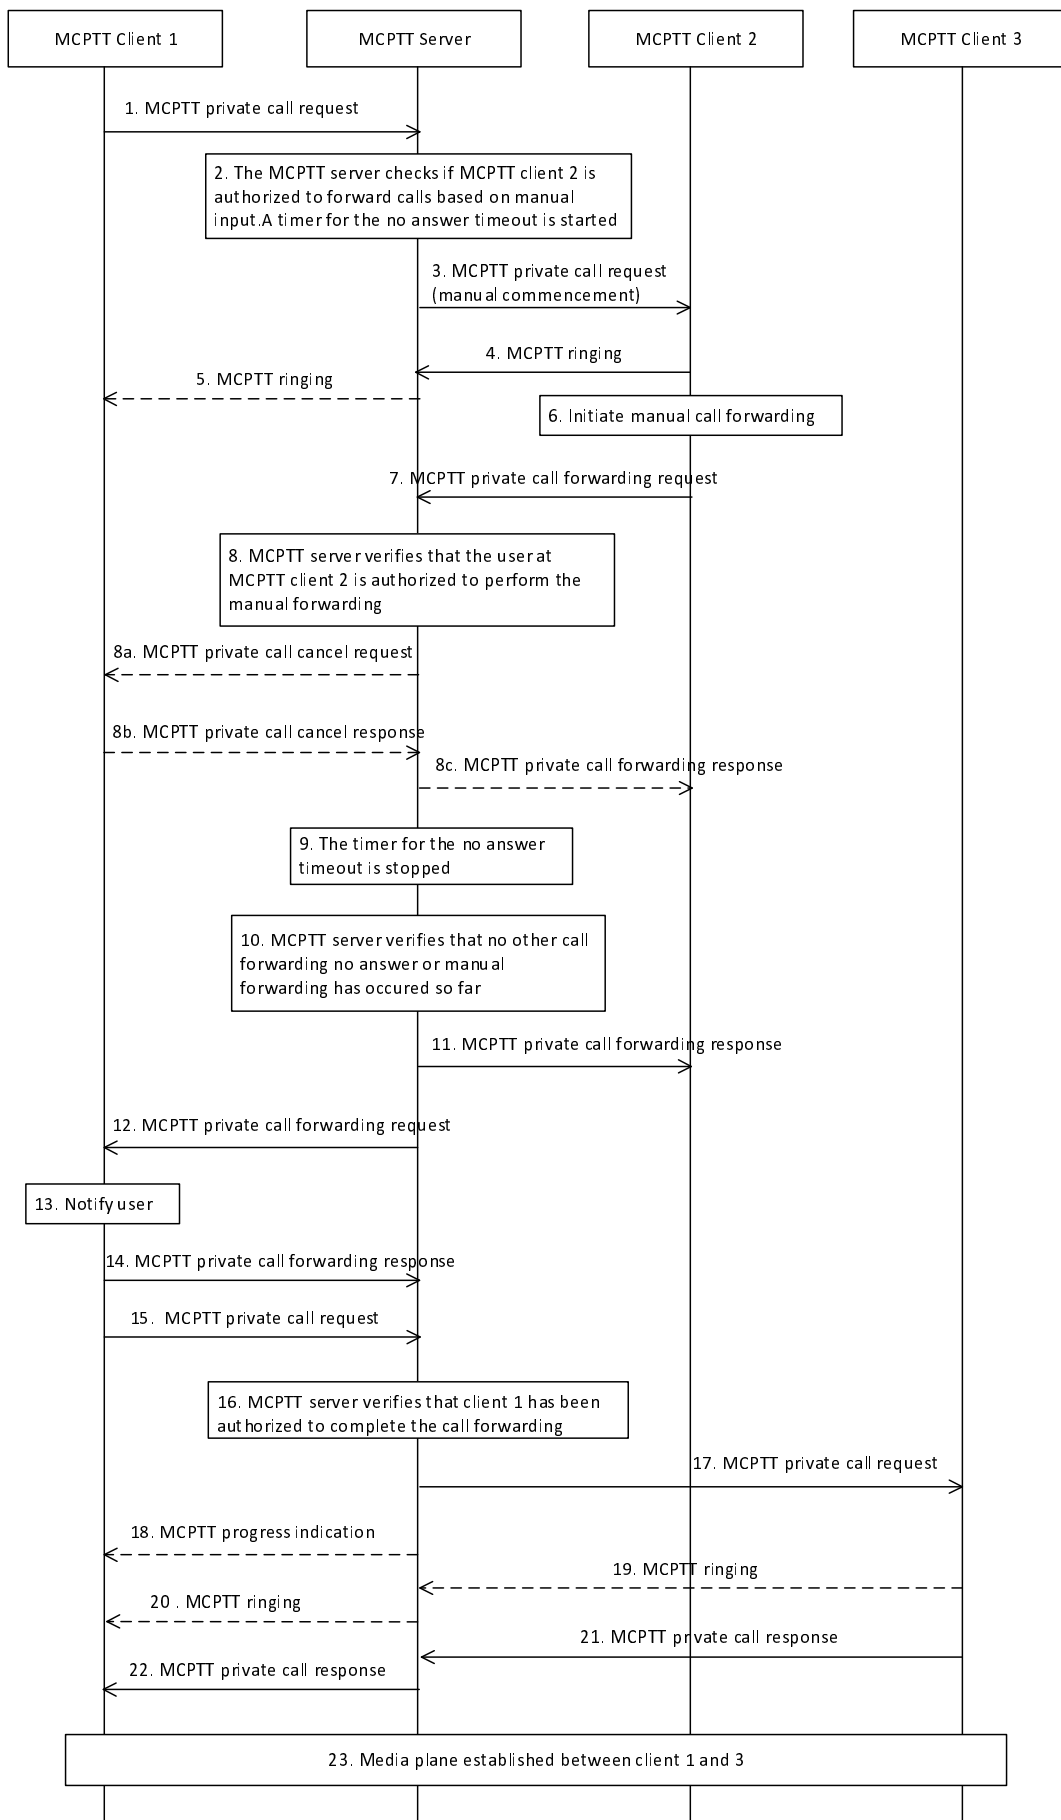 MCPTT Client 1
MCPTT Server
MCPTT Client 2
MCPTT Client 3
1. MCPTT private call request
2. The MCPTT server checks if MCPTT client 2 is
authorized to forward calls based on manual
input.A timer for the no answer timeout is started
3. MCPTT private call request
(manual commencement)
4. MCPTT ringing
5. MCPTT ringing
6. Initiate manual call forwarding
7. MCPTT private call forwarding request
8. MCPTT server verifies that the user at
MCPTT client 2 is authorized to perform the
manual forwarding
8a. MCPTT private call cancel request
8b. MCPTT private call cancel response
8c. MCPTT private call forwarding response
9. The timer for the no answer
timeout is stopped
10. MCPTT server verifies that no other call
forwarding no answer or manual
forwarding has occured so far
11. MCPTT private call forwarding response
12. MCPTT private call forwarding request
13. Notify user
14. MCPTT private call forwarding response
15. MCPTT private call request
16. MCPTT server verifies that client 1 has been
authorized to complete the call forwarding
17. MCPTT private call request
18. MCPTT progress indication
19. MCPTT ringing
20 . MCPTT ringing
21. MCPTT private call response
22. MCPTT private call response
23. Media plane established between client 1 and 3